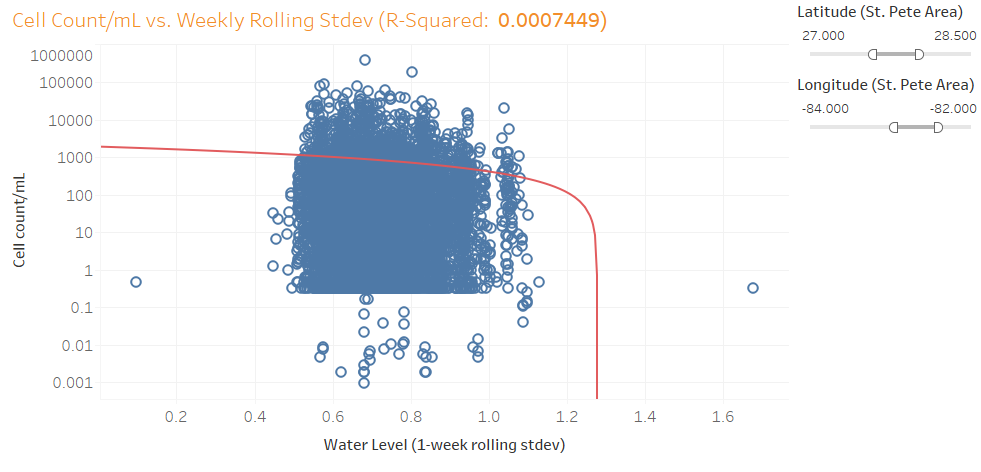 Cell Count/mL vs. Weekly Rolling Stdev (R-Squared: 0.0007449)
Latitude (St. Pete Area)
27.000 28.500
Longitude (St. Pete Area)
-84.000 -82.000
Cell count/mL
1000000
100000
10000
1000
100
10
1
0.1
0.01
0.001
0.2 0.4 0.6 0.8 1.0 1.2 1.4 1.6
Water Level (1-week rolling stdev)